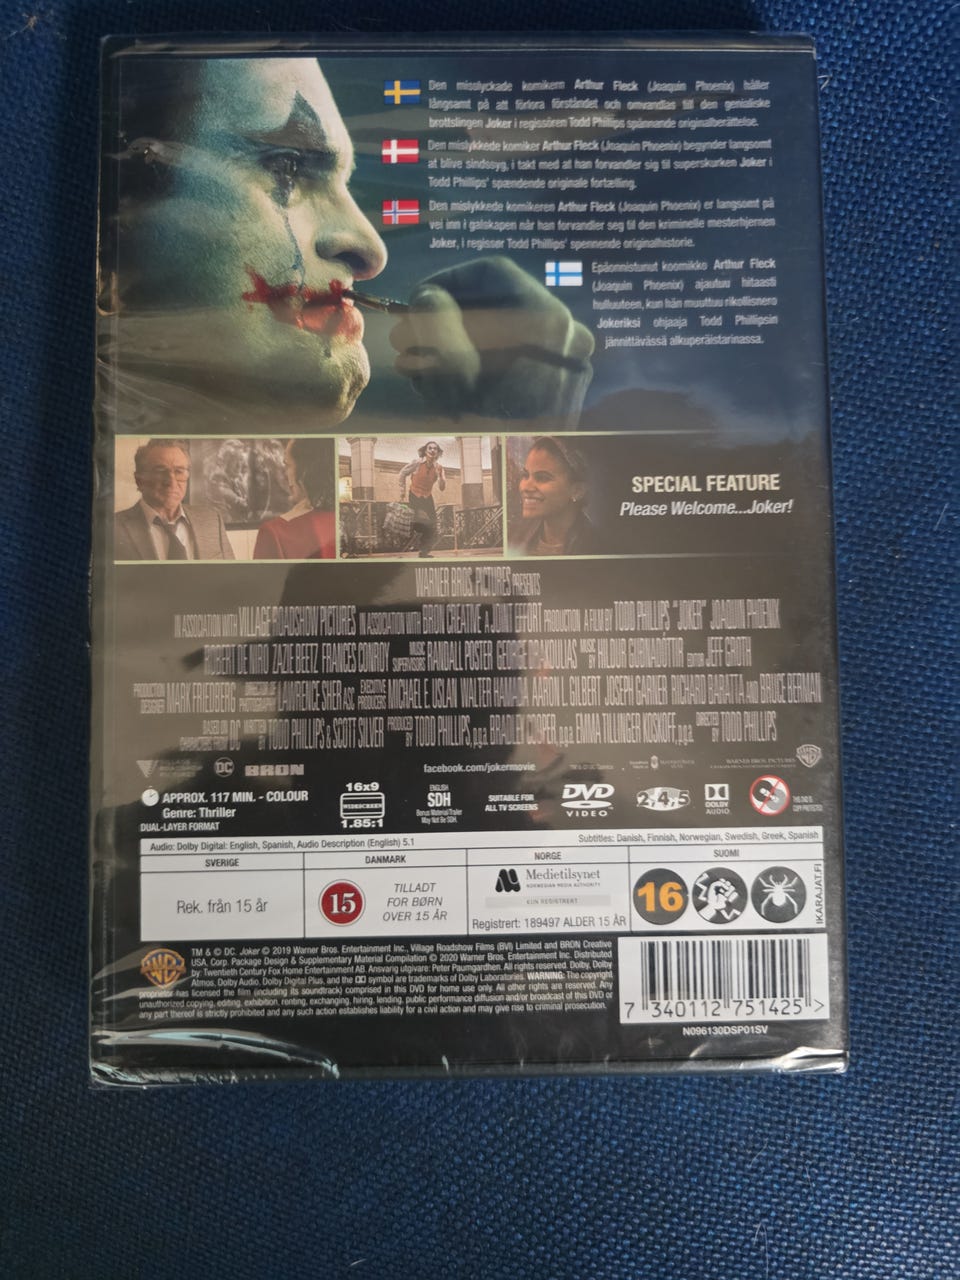 Den misslyckade komikern Arthur Fleck (Joaquin Phoenix) håller
långsamt på att förlora förståndet och omvandlas till den genialiske
brottslingen Joker i regissören Todd Phillips spännande originalberättelse.
Den mislykkede komiker Arthur Fleck (Joaquin Phoenix) begynder langsomt
at blive sindssyg, i takt med at han forvandler sig til superskurken Joker i
Todd Phillips' spændende originale fortælling.
Den mislykkede komikeren Arthur Fleck (Joaquin Phoenix) er langsomt på
vei inn i galskapen når han forvandler seg til den kriminelle mesterhjernen
Joker, i regissør Todd Phillips' spennende originalhistorie.
Epäonnistunut koomikko Arthur Fleck
(Joaquin Phoenix) ajautuu hitaasti
hulluuteen, kun hän muuttuu rikollisnero
Jokeriksi ohjaaja Todd Phillipsin
jännittävässä alkuperäistarinassa.
SPECIAL FEATURE
Please Welcome...Joker!
WARNER BROS. PICTURES PRESENTS
IN ASSOCIATION WITH VILLAGE ROADSHOW PICTURES IN ASSOCIATION WITH BRON CREATIVE A JOINT EFFORT PRODUCTION A FILM BY TODD PHILLIPS "JOKER" JOAQUIN PHOENIX
ROBERT DE NIRO ZAZIE BEETZ FRANCES CONROY MUSIC SUPERVISORS RANDALL POSTER GEORGE DRAKOULIAS MUSIC BY HILDUR GUÐNADÓTTIR EDITOR JEFF GROTH
PRODUCTION DESIGNER MARK FRIEDBERG DIRECTOR OF PHOTOGRAPHY LAWRENCE SHER ASC EXECUTIVE PRODUCERS MICHAEL E. USLAN WALTER HAMADA AARON L. GILBERT JOSEPH GARNER RICHARD BARATTA AND BRUCE BERMAN
BASED ON CHARACTERS FROM DC WRITTEN BY TODD PHILLIPS & SCOTT SILVER PRODUCED BY TODD PHILLIPS, p.g.a. BRADLEY COOPER, p.g.a. EMMA TILLINGER KOSKOFF, p.g.a. DIRECTED BY TODD PHILLIPS
DC BRON facebook.com/jokermovie WARNER BROS. PICTURES
APPROX. 117 MIN. - COLOUR
Genre: Thriller
DUAL-LAYER FORMAT
16x9
WIDESCREEN
1.85:1
ENGLISH
SDH
Bonus Material/Trailer
May Not Be SDH.
SUITABLE FOR
ALL TV SCREENS
DVD
VIDEO
2,4,5
DOLBY
AUDIO
Audio: Dolby Digital: English, Spanish, Audio Description (English) 5.1
Subtitles: Danish, Finnish, Norwegian, Swedish, Greek, Spanish
SVERIGE
Rek. från 15 år
DANMARK
15
TILLADT
FOR BØRN
OVER 15 ÅR
NORGE
Medietilsynet
NORWEGIAN MEDIA AUTHORITY
KUN REGISTRERT
Registrert: 189497 ALDER 15 ÅR
SUOMI
16
IKARAJAT.FI
TM & © DC. Joker © 2019 Warner Bros. Entertainment Inc., Village Roadshow Films (BVI) Limited and BRON Creative
USA, Corp. Package Design & Supplementary Material Compilation © 2020 Warner Bros. Entertainment Inc. Distributed
by: Twentieth Century Fox Home Entertainment AB. Ansvarig utgivare: Peter Paumgardhen. All rights reserved. Dolby, Dolby
Atmos, Dolby Audio, Dolby Digital Plus, and the DD symbol are trademarks of Dolby Laboratories. WARNING: The copyright
proprietor has licensed the film (including its soundtrack) comprised in this DVD for home use only. All other rights are reserved. Any
unauthorized copying, editing, exhibition, renting, exchanging, hiring, lending, public performance diffusion and/or broadcast of this DVD or
any part thereof is strictly prohibited and any such action establishes liability for a civil action and may give rise to criminal prosecution.
7 340112 751425 >
N096130DSP01SV